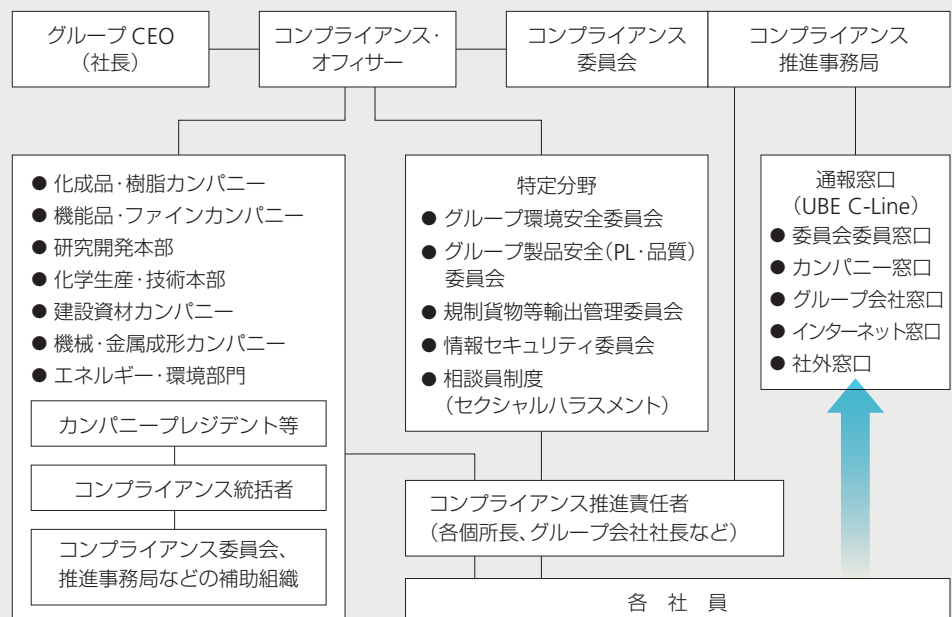 グループ CEO
（社長）
コンプライアンス・
オフィサー
コンプライアンス
委員会
コンプライアンス
推進事務局
● 化成品・樹脂カンパニー
● 機能品・ファインカンパニー
● 研究開発本部
● 化学生産・技術本部
● 建設資材カンパニー
● 機械・金属成形カンパニー
● エネルギー・環境部門
カンパニープレジデント等
コンプライアンス統括者
コンプライアンス委員会、
推進事務局などの補助組織
特定分野
● グループ環境安全委員会
● グループ製品安全（PL・品質）
委員会
● 規制貨物等輸出管理委員会
● 情報セキュリティ委員会
● 相談員制度
（セクシャルハラスメント）
通報窓口
（UBE C-Line）
● 委員会委員窓口
● カンパニー窓口
● グループ会社窓口
● インターネット窓口
● 社外窓口
コンプライアンス推進責任者
（各個所長、グループ会社社長など）
各　社　員